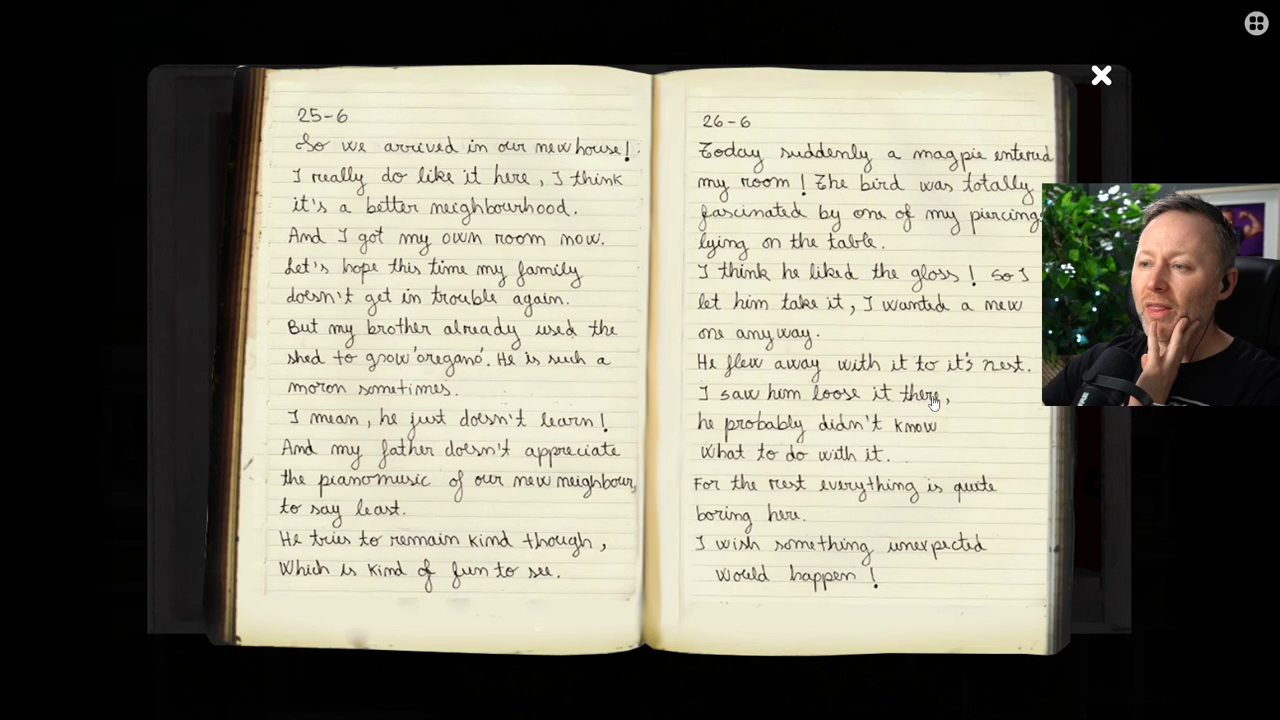 25-6
So we arrived in our new house!
I really do like it here, I think
it's a better neighbourhood.
And I got my own room now.
Let's hope this time my family
doesn't get in trouble again.
But my brother already used the
shed to grow 'oregano'. He is such a
moron sometimes.
I mean, he just doesn't learn!
And my father doesn't appreciate
the pianomusic of our new neighbour,
to say least.
He tries to remain kind though,
Which is kind of fun to see.
26-6
Today suddenly a magpie entered
my room! The bird was totally
fascinated by one of my piercings
lying on the table.
I think he liked the gloss! So I
let him take it, I wanted a new
one anyway.
He flew away with it to it's nest.
I saw him loose it there,
he probably didn't know
What to do with it.
For the rest everything is quite
boring here.
I wish something unexpected
would happen!